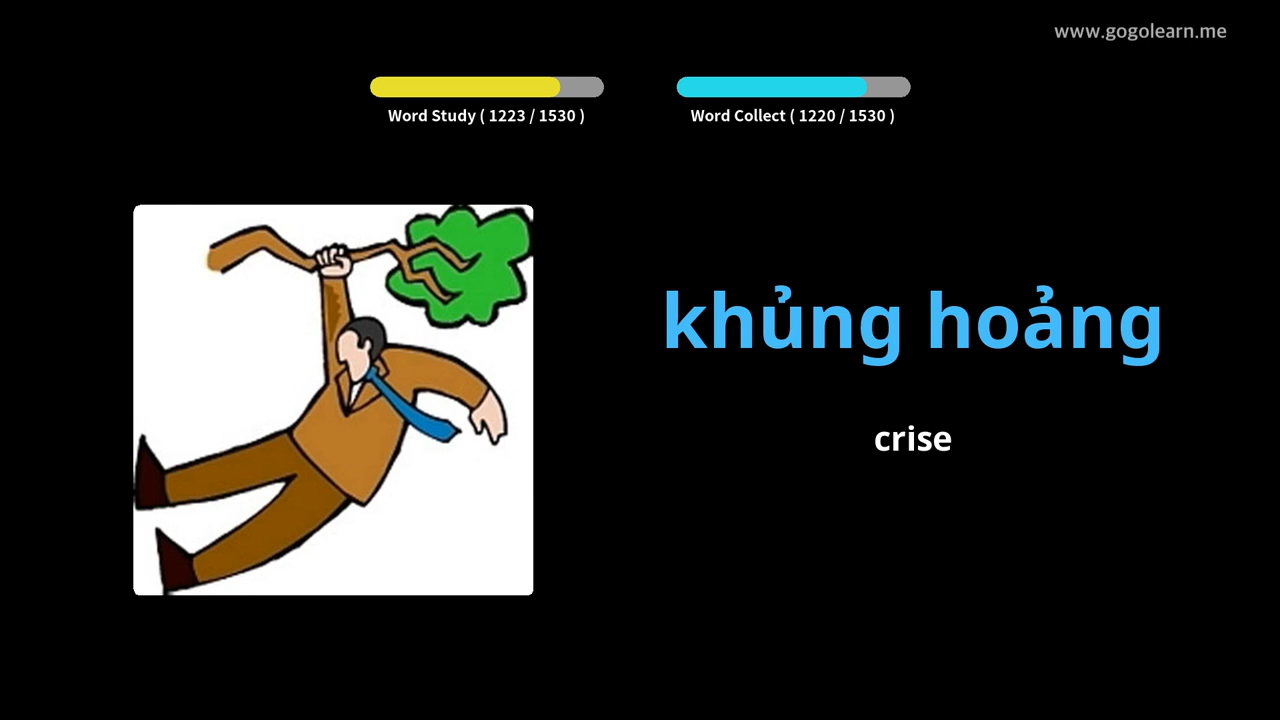 www.gogolearn.me
Word Study ( 1223 / 1530 )
Word Collect ( 1220 / 1530 )
khủng hoảng
crise